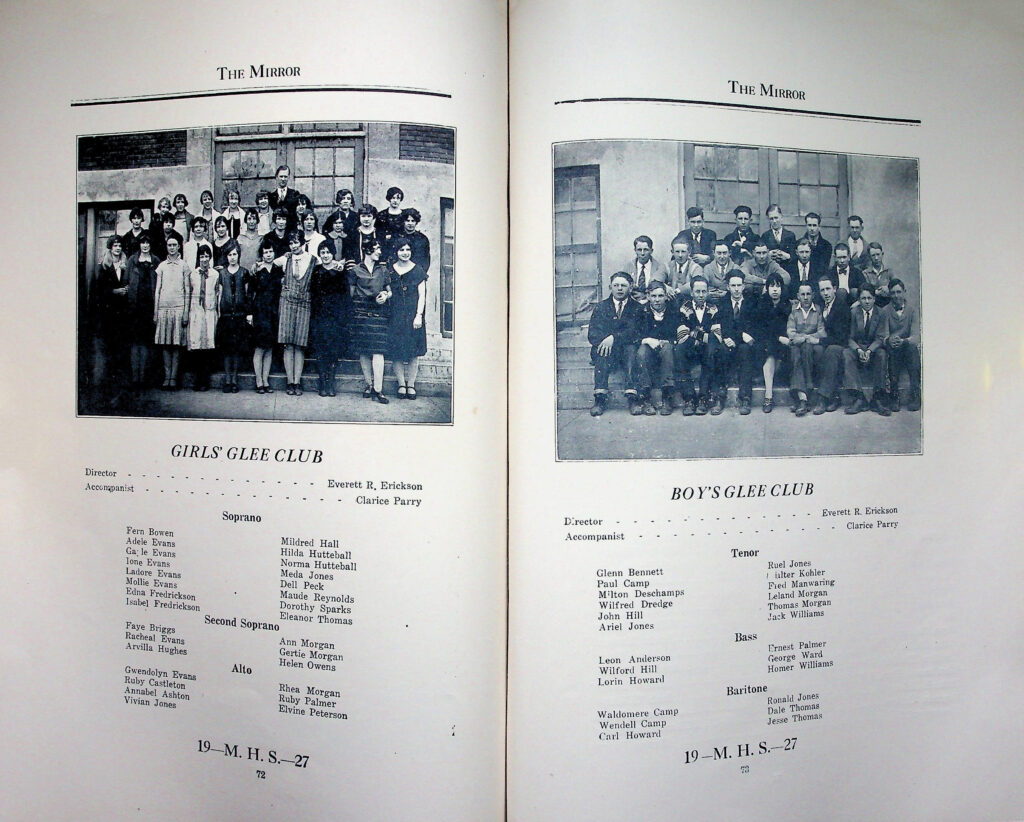 THE MIRROR
GIRLS' GLEE CLUB
Director - - - - - - - - - - - - Everett R. Erickson
Accompanist - - - - - - - - - - - - Clarice Parry
Soprano
Fern Bowen
Adele Evans
Evans
Ione Evans
Ladore Evans
Mollie Evans
Edna Fredrickson
Isabel Fredrickson
Mildred Hall
Hilda Hutteball
Norma Hutteball
Meda Jones
Dell Peck
Maude Reynolds
Dorothy Sparks
Eleanor Thomas
Second Soprano
Faye Briggs
Racheal Evans
Arvilla Hughes
Ann Morgan
Gertie Morgan
Helen Owens
Alto
Gwendolyn Evans
Ruby Castleton
Annabel Ashton
Vivian Jones
Rhea Morgan
Ruby Palmer
Elvine Peterson
19—M. H. S.—27
72
THE MIRROR
BOY'S GLEE CLUB
Director - - - - - - - - - - - - Everett R. Erickson
Accompanist - - - - - - - - - - - - Clarice Parry
Tenor
Glenn Bennett
Paul Camp
Milton Deschamps
Wilfred Dredge
John Hill
Ariel Jones
Ruel Jones
Kohler
Fred Manwaring
Leland Morgan
Thomas Morgan
Jack Williams
Bass
Leon Anderson
Wilford Hill
Lorin Howard
Ernest Palmer
George Ward
Homer Williams
Baritone
Waldomere Camp
Wendell Camp
Carl Howard
Ronald Jones
Dale Thomas
Jesse Thomas
19—M. H. S.—27
73